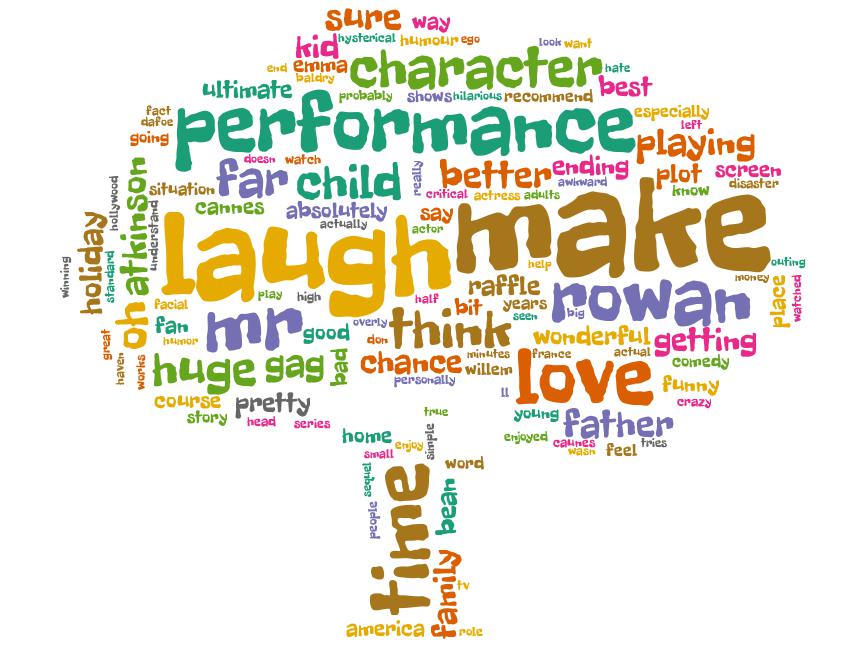 sure way
kid hysterical humour ego look want
end emma character hate
baldry
ultimate probably shows hilarious recommend best
fact performance especially
dafoe left
going playing
doesn watch really better ending plot screen
situation far child awkward know disaster
hollywood atkinson understand cannes absolutely critical actress adults
actually say make
holiday standard laugh actor
winning help outing
facial play high half raffle rowan money place watched
oh fan mr good bit years seen big
great humor overly think wonderful getting
haven works don minutes france actual
huge gag bad chance willem love comedy
personally funny
course pretty ll crazy
story head series true young father
home enjoy simple enjoyed caunes feel tries
small wasn
sequel time word
people bean
family tv
america role